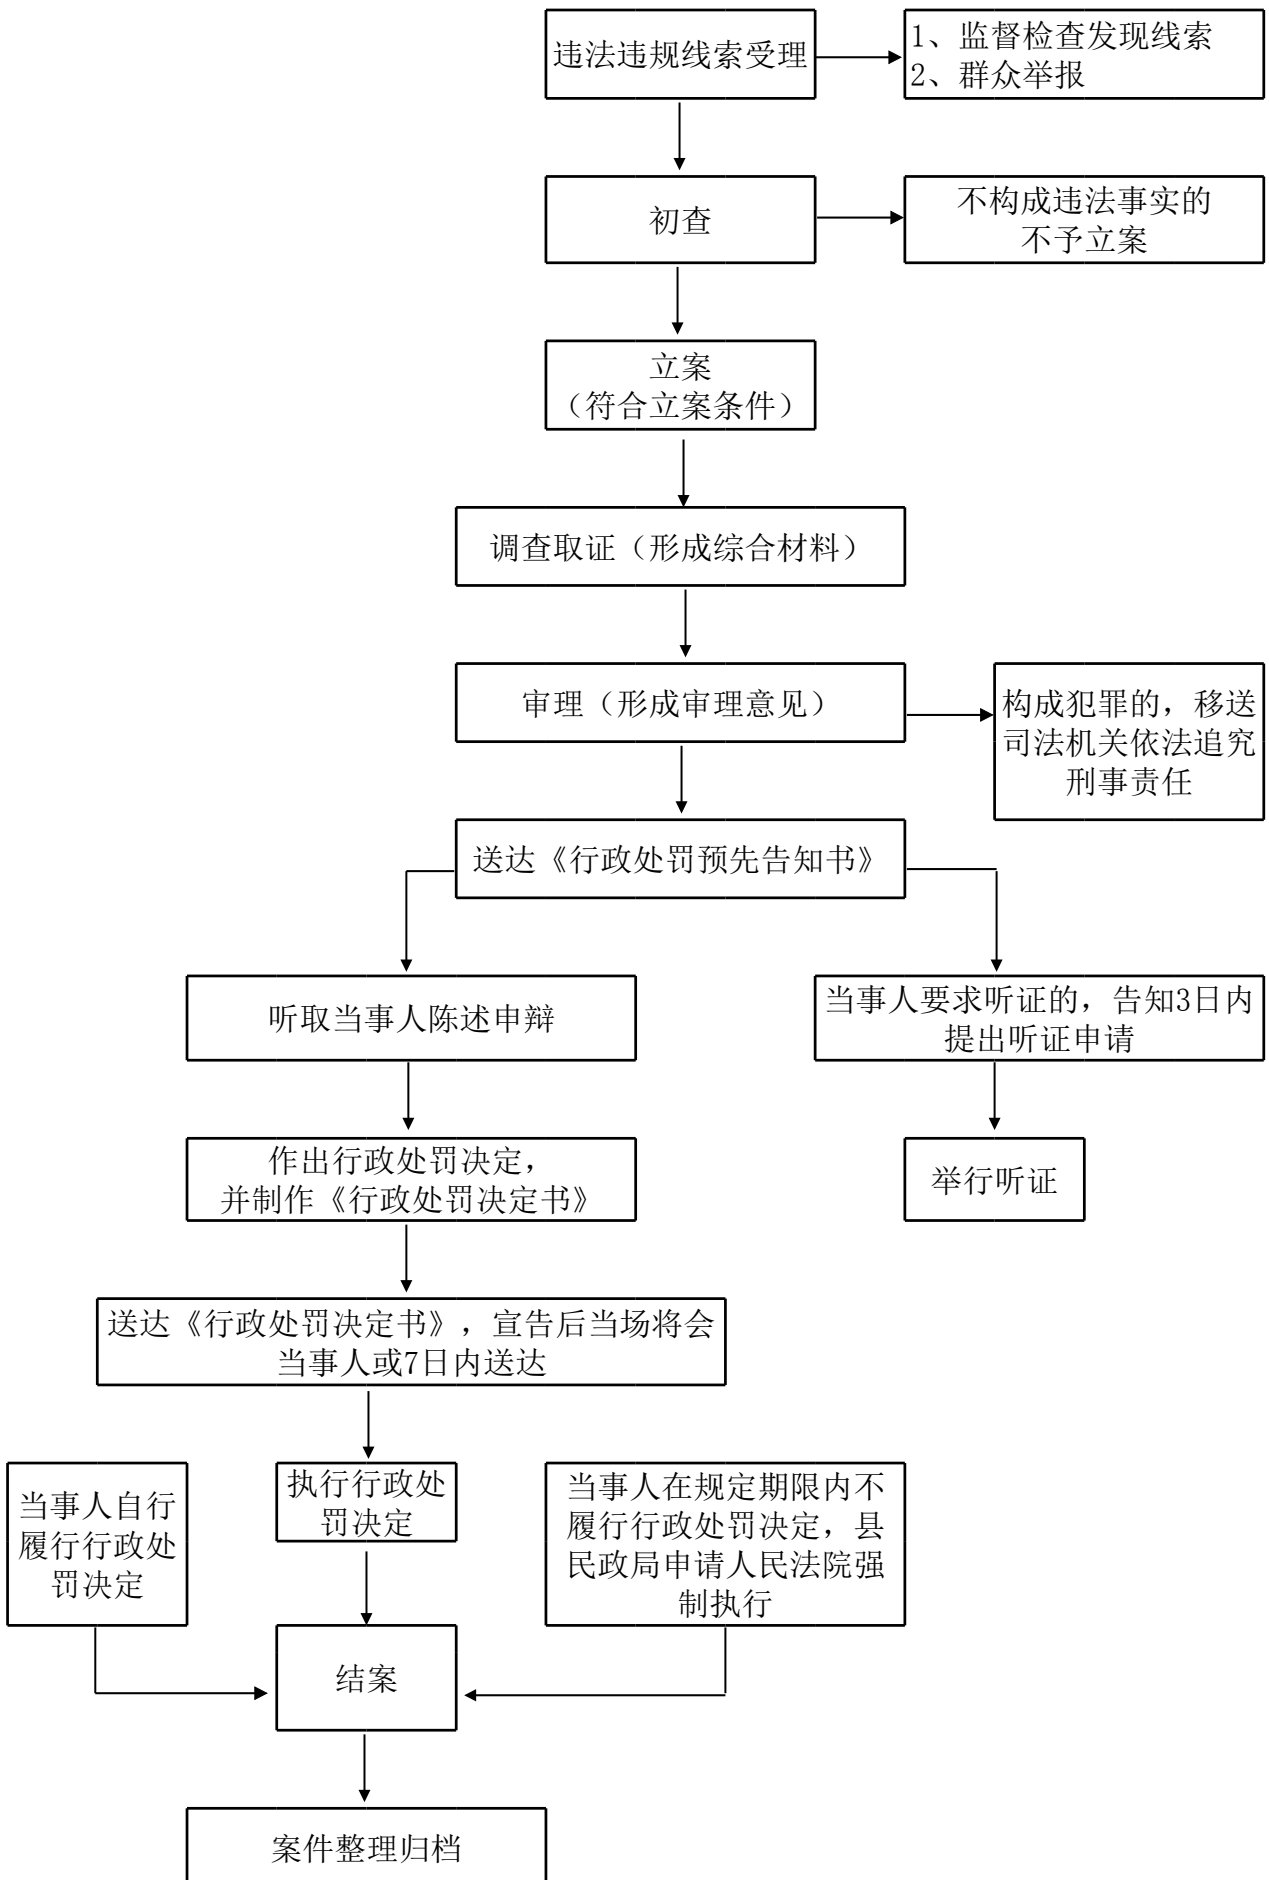 违法违规线索受理
1、监督检查发现线索
2、群众举报
初查
不构成违法事实的
不予立案
立案
（符合立案条件）
调查取证（形成综合材料）
审理（形成审理意见）
构成犯罪的，移送
司法机关依法追究
刑事责任
送达《行政处罚预先告知书》
听取当事人陈述申辩
当事人要求听证的，告知3日内
提出听证申请
作出行政处罚决定，
并制作《行政处罚决定书》
举行听证
送达《行政处罚决定书》，宣告后当场将会
当事人或7日内送达
当事人自行
履行行政处
罚决定
执行行政处
罚决定
当事人在规定期限内不
履行行政处罚决定，县
民政局申请人民法院强
制执行
结案
案件整理归档